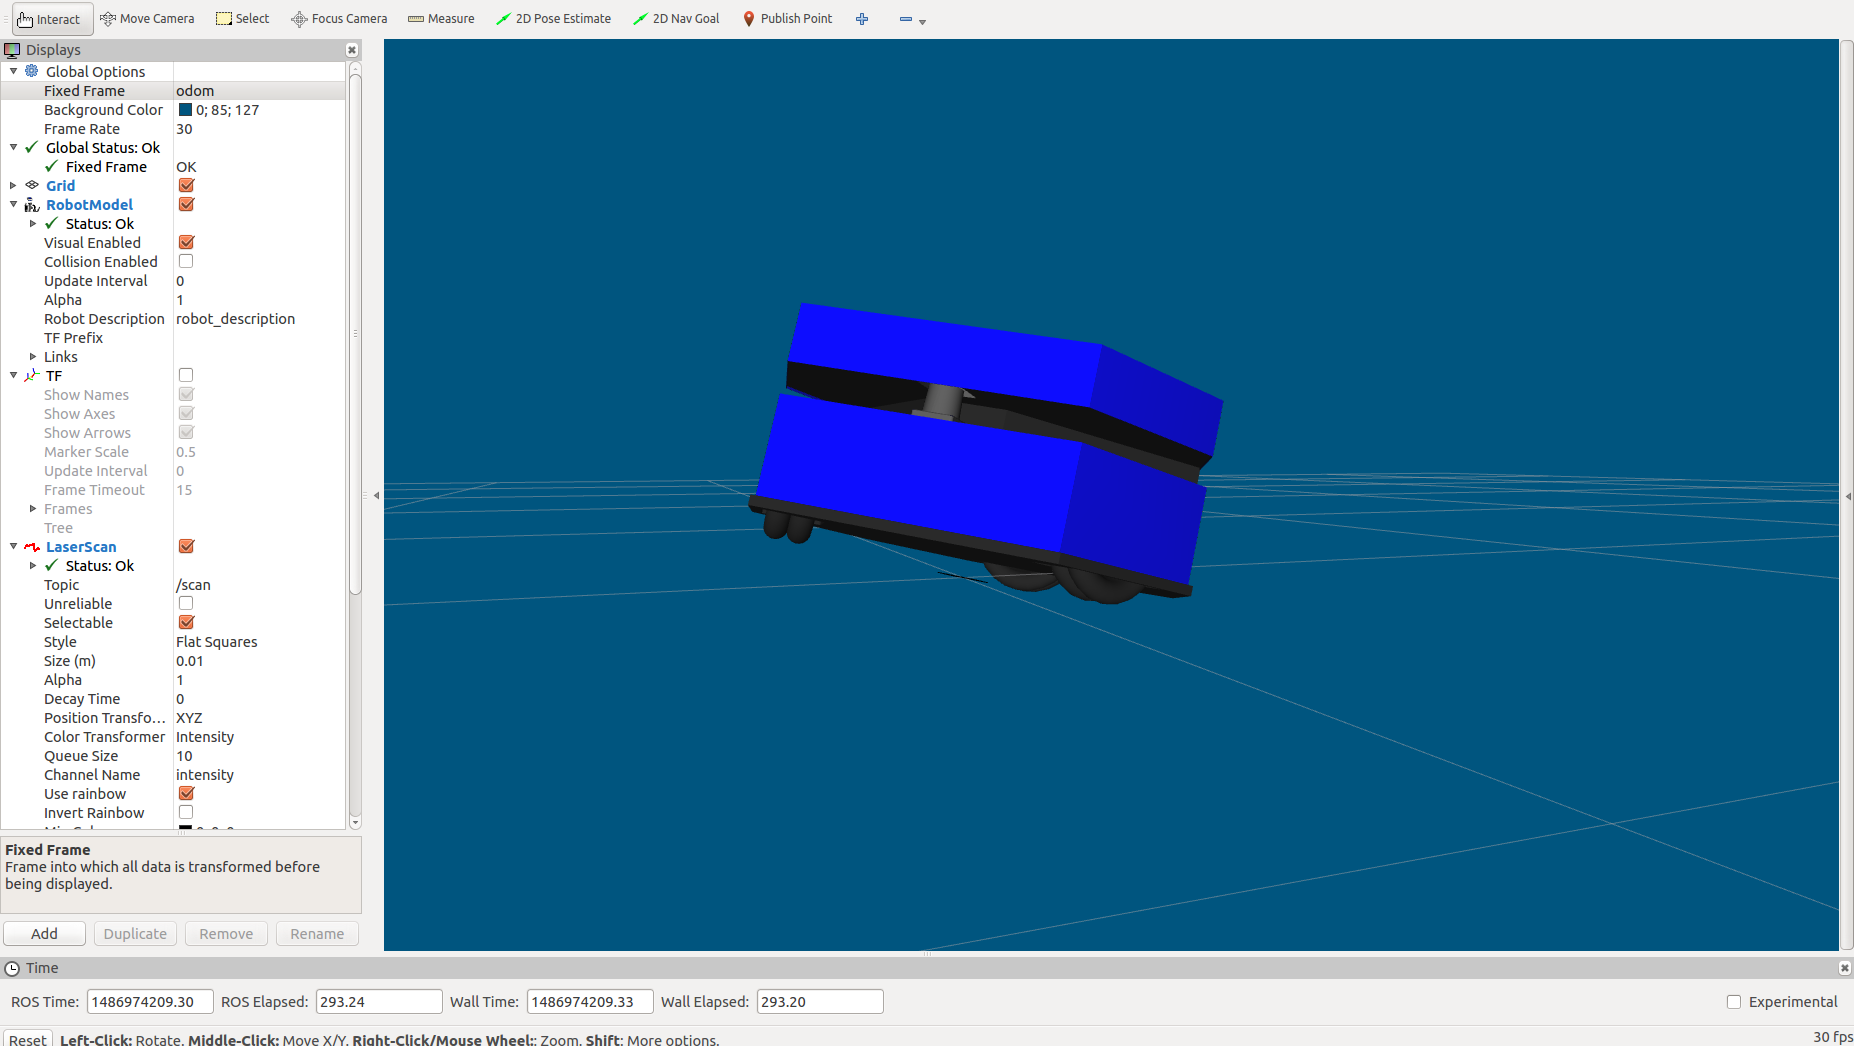 Interact Move Camera Select Focus Camera Measure 2D Pose Estimate 2D Nav Goal Publish Point
Displays
Global Options
Fixed Frame odom
Background Color 0; 85; 127
Frame Rate 30
Global Status: Ok
Fixed Frame OK
Grid
RobotModel
Status: Ok
Visual Enabled
Collision Enabled
Update Interval 0
Alpha 1
Robot Description robot_description
TF Prefix
Links
TF
Show Names
Show Axes
Show Arrows
Marker Scale 0.5
Update Interval 0
Frame Timeout 15
Frames
Tree
LaserScan
Status: Ok
Topic /scan
Unreliable
Selectable
Style Flat Squares
Size (m) 0.01
Alpha 1
Decay Time 0
Position Transfo... XYZ
Color Transformer Intensity
Queue Size 10
Channel Name intensity
Use rainbow
Invert Rainbow
Fixed Frame
Frame into which all data is transformed before
being displayed.
Add Duplicate Remove Rename
Time
ROS Time: 1486974209.30 ROS Elapsed: 293.24 Wall Time: 1486974209.33 Wall Elapsed: 293.20 Experimental
Reset Left-Click: Rotate. Middle-Click: Move X/Y. Right-Click/Mouse Wheel:: Zoom. Shift: More options. 30 fps